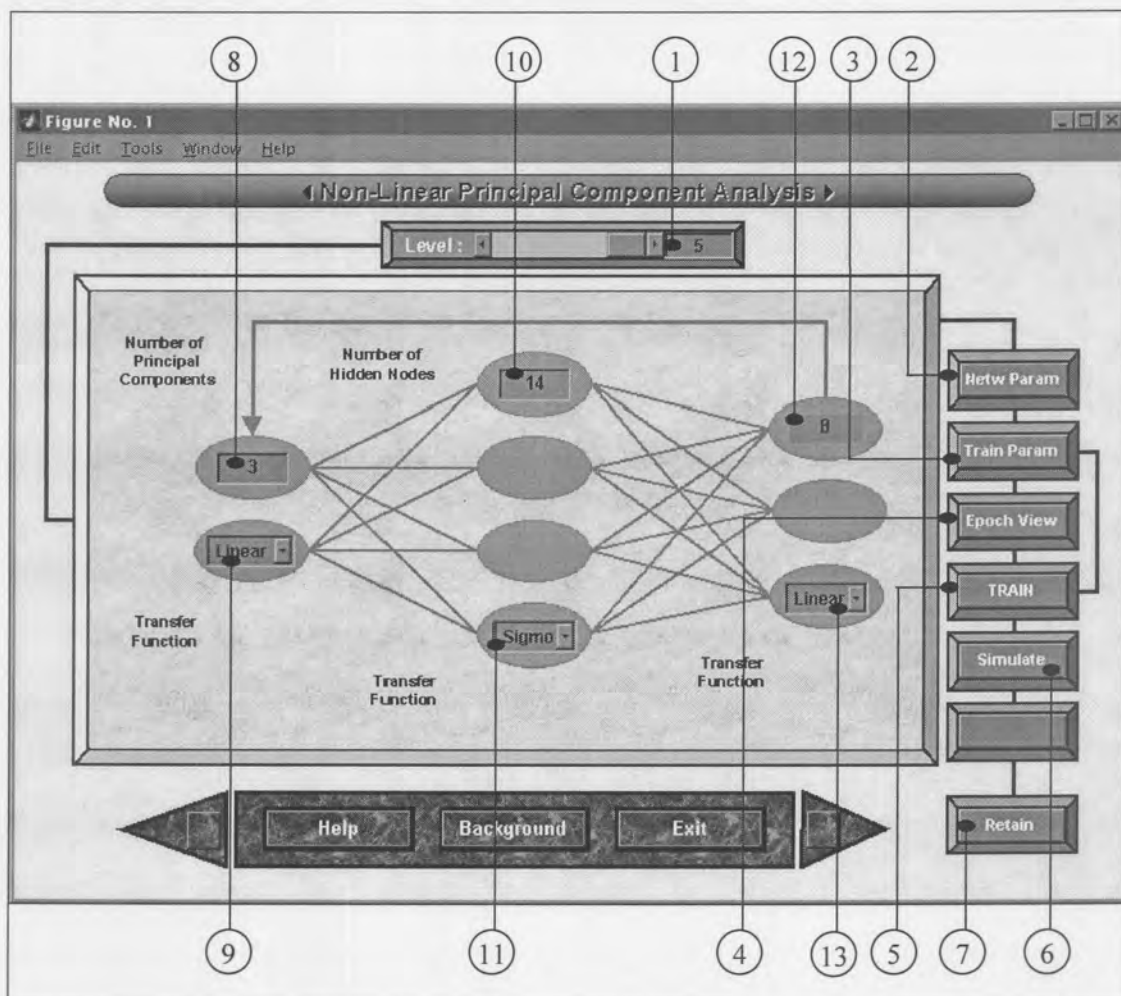 8 10 1 12 3 2
Figure No. 1
File Edit Tools Window Help
Non-Linear Principal Component Analysis
Level: 5
Number of
Principal
Components
Number of
Hidden Nodes
14
3
Linear
Transfer
Function
Sigmo
Transfer
Function
8
Linear
Transfer
Function
Netw Param
Train Param
Epoch View
TRAIN
Simulate
Retain
Help Background Exit
9 11 4 13 5 7 6